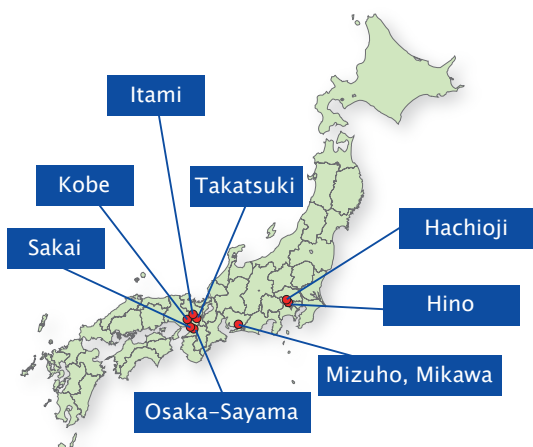 Itami
Kobe
Takatsuki
Sakai
Hachioji
Hino
Mizuho, Mikawa
Osaka–Sayama